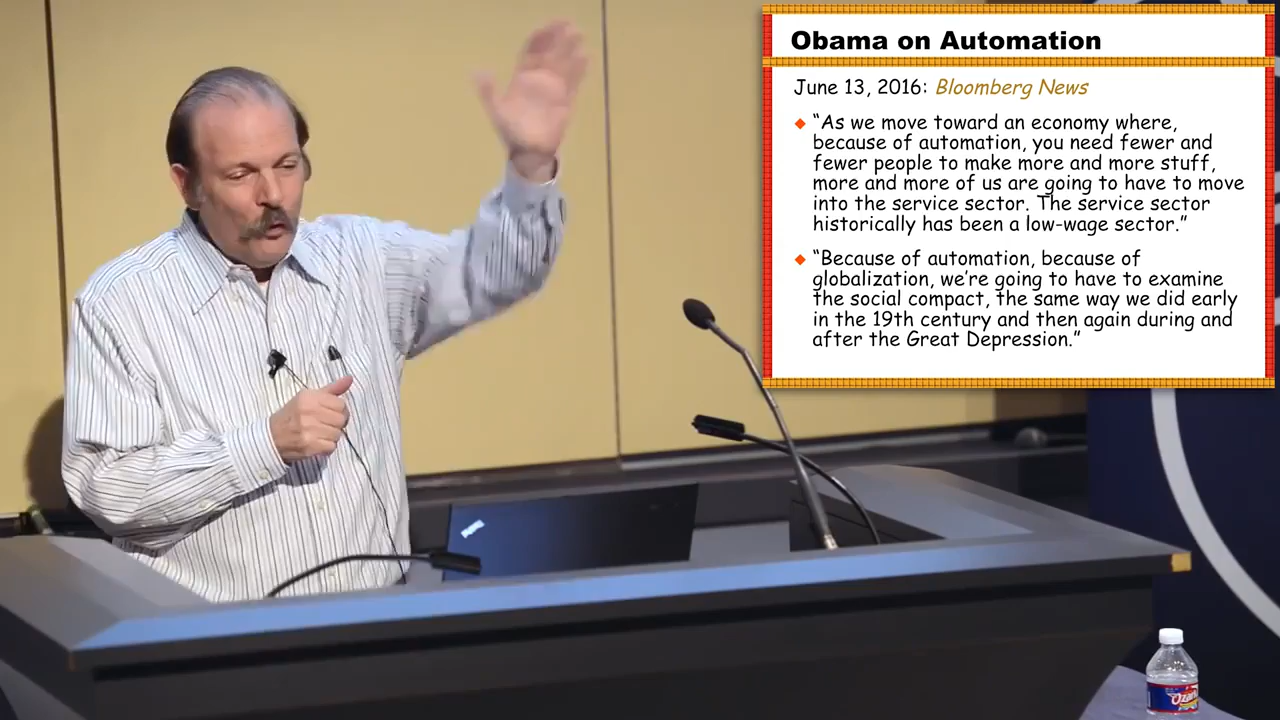 Obama on Automation
June 13, 2016: Bloomberg News
“As we move toward an economy where,
because of automation, you need fewer and
fewer people to make more and more stuff,
more and more of us are going to have to move
into the service sector. The service sector
historically has been a low-wage sector.”
“Because of automation, because of
globalization, we’re going to have to examine
the social compact, the same way we did early
in the 19th century and then again during and
after the Great Depression.”